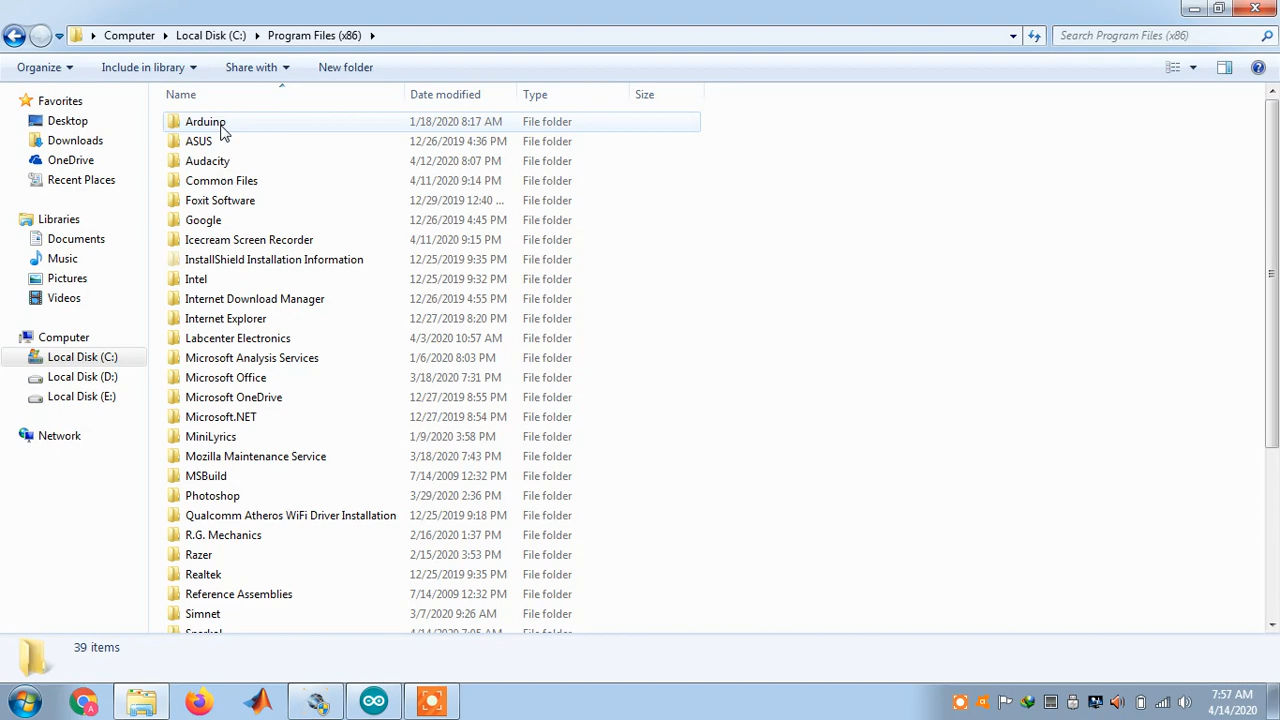 Computer Local Disk (C:) Program Files (x86) Search Program Files (x86)
Organize Include in library Share with New folder
Name Date modified Type Size
Favorites
Desktop
Downloads
OneDrive
Recent Places
Libraries
Documents
Music
Pictures
Videos
Computer
Local Disk (C:)
Local Disk (D:)
Local Disk (E:)
Network
Arduino 1/18/2020 8:17 AM File folder
ASUS 12/26/2019 4:36 PM File folder
Audacity 4/12/2020 8:07 PM File folder
Common Files 4/11/2020 9:14 PM File folder
Foxit Software 12/29/2019 12:40 ... File folder
Google 12/26/2019 4:45 PM File folder
Icecream Screen Recorder 4/11/2020 9:15 PM File folder
InstallShield Installation Information 12/25/2019 9:35 PM File folder
Intel 12/25/2019 9:32 PM File folder
Internet Download Manager 12/26/2019 4:55 PM File folder
Internet Explorer 12/27/2019 8:20 PM File folder
Labcenter Electronics 4/3/2020 10:57 AM File folder
Microsoft Analysis Services 1/6/2020 8:03 PM File folder
Microsoft Office 3/18/2020 7:31 PM File folder
Microsoft OneDrive 12/27/2019 8:55 PM File folder
Microsoft.NET 12/27/2019 8:54 PM File folder
MiniLyrics 1/9/2020 3:58 PM File folder
Mozilla Maintenance Service 3/18/2020 7:43 PM File folder
MSBuild 7/14/2009 12:32 PM File folder
Photoshop 3/29/2020 2:36 PM File folder
Qualcomm Atheros WiFi Driver Installation 12/25/2019 9:18 PM File folder
R.G. Mechanics 2/16/2020 1:37 PM File folder
Razer 2/15/2020 3:53 PM File folder
Realtek 12/25/2019 9:35 PM File folder
Reference Assemblies 7/14/2009 12:32 PM File folder
Simnet 3/7/2020 9:26 AM File folder
39 items
7:57 AM
4/14/2020